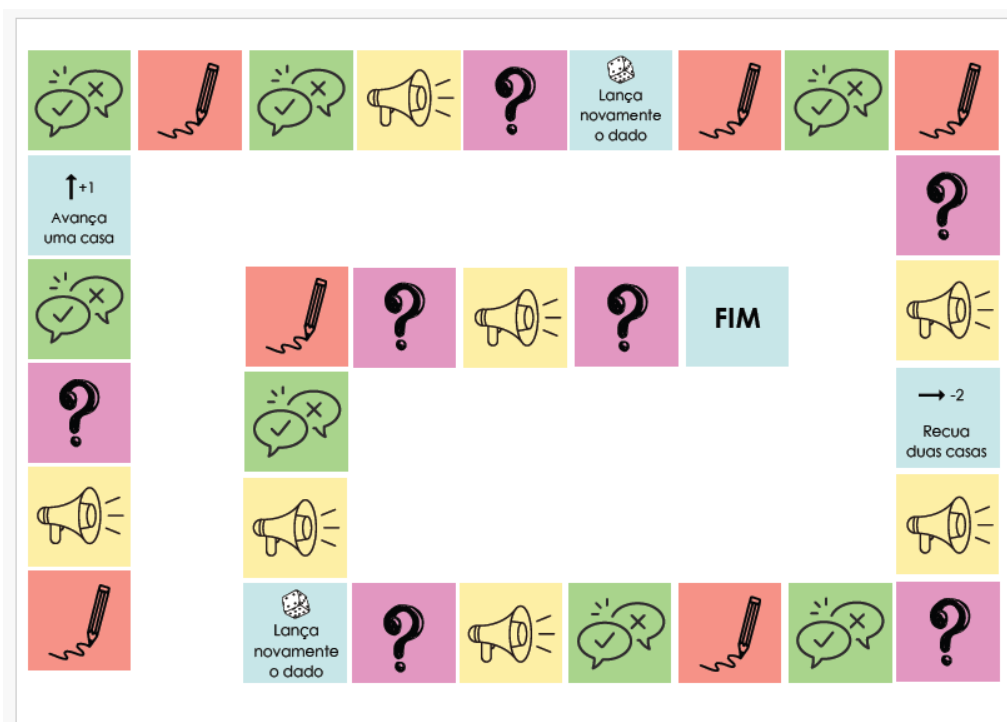 Lança
novamente
o dado
↑+1
Avança
uma casa
FIM
→ -2
Recua
duas casas
Lança
novamente
o dado